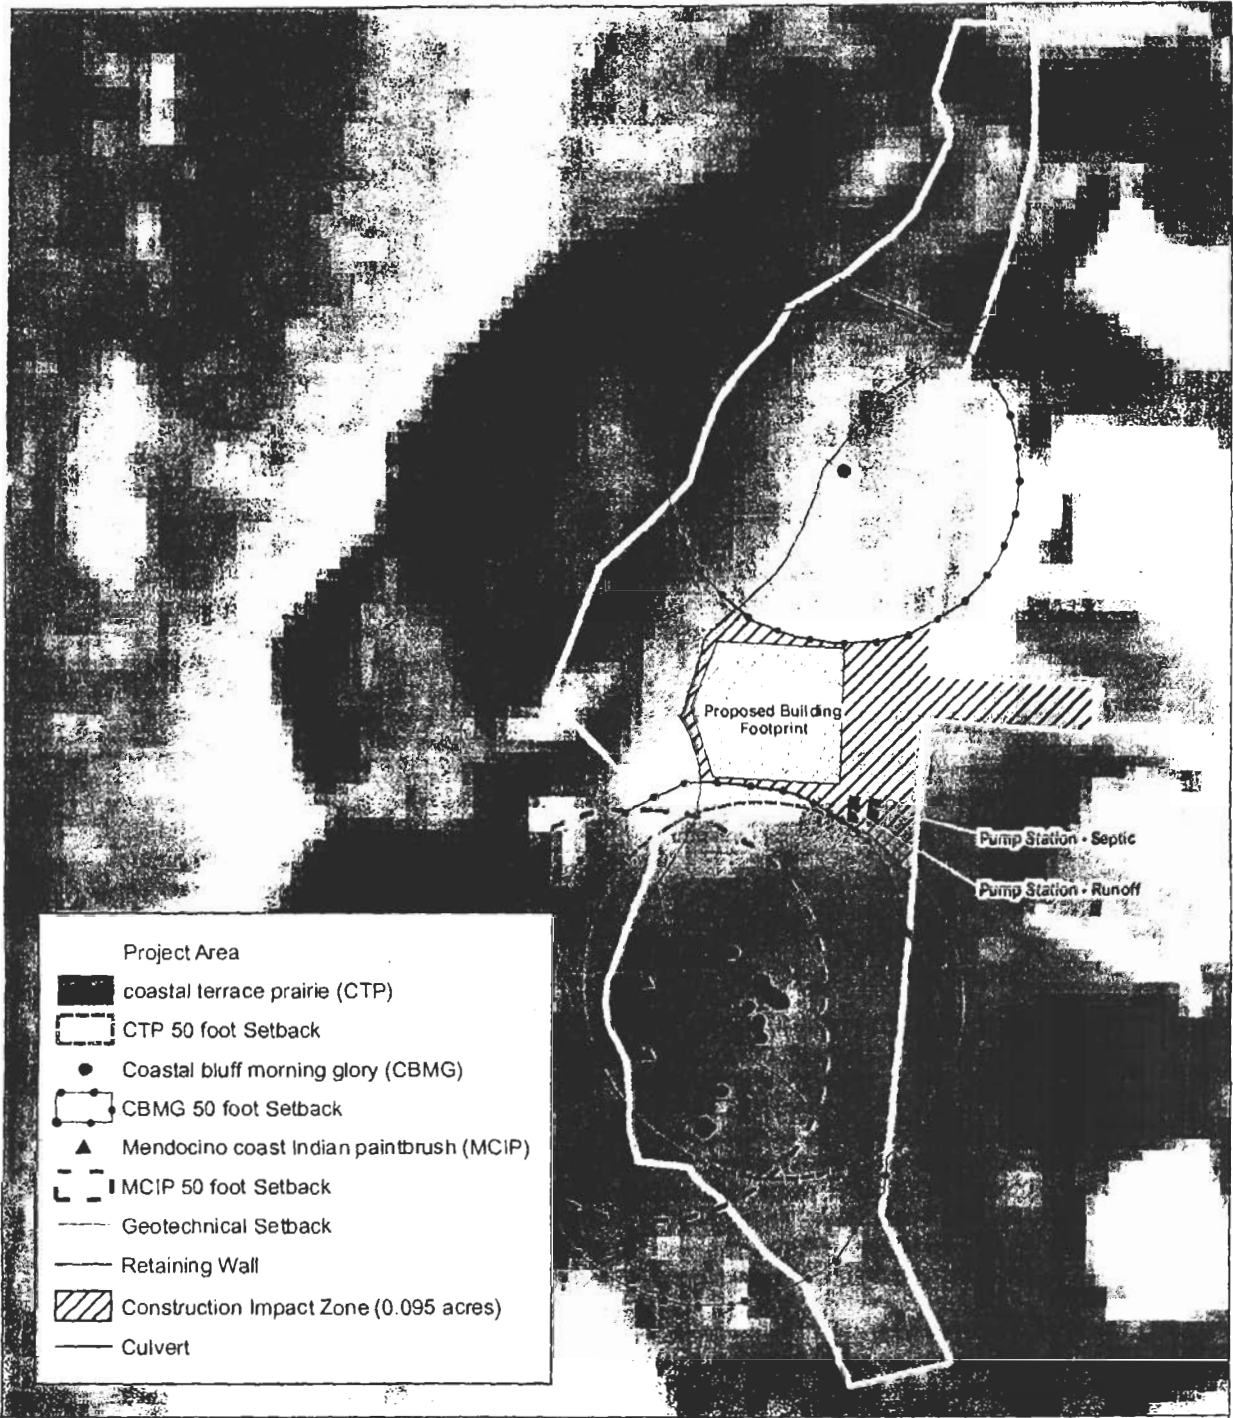 Proposed Building
Footprint
Pump Station - Septic
Pump Station - Runoff
Project Area
coastal terrace prairie (CTP)
CTP 50 foot Setback
Coastal bluff morning glory (CBMG)
CBMG 50 foot Setback
Mendocino coast Indian paintbrush (MCIP)
MCIP 50 foot Setback
Geotechnical Setback
Retaining Wall
Construction Impact Zone (0.095 acres)
Culvert